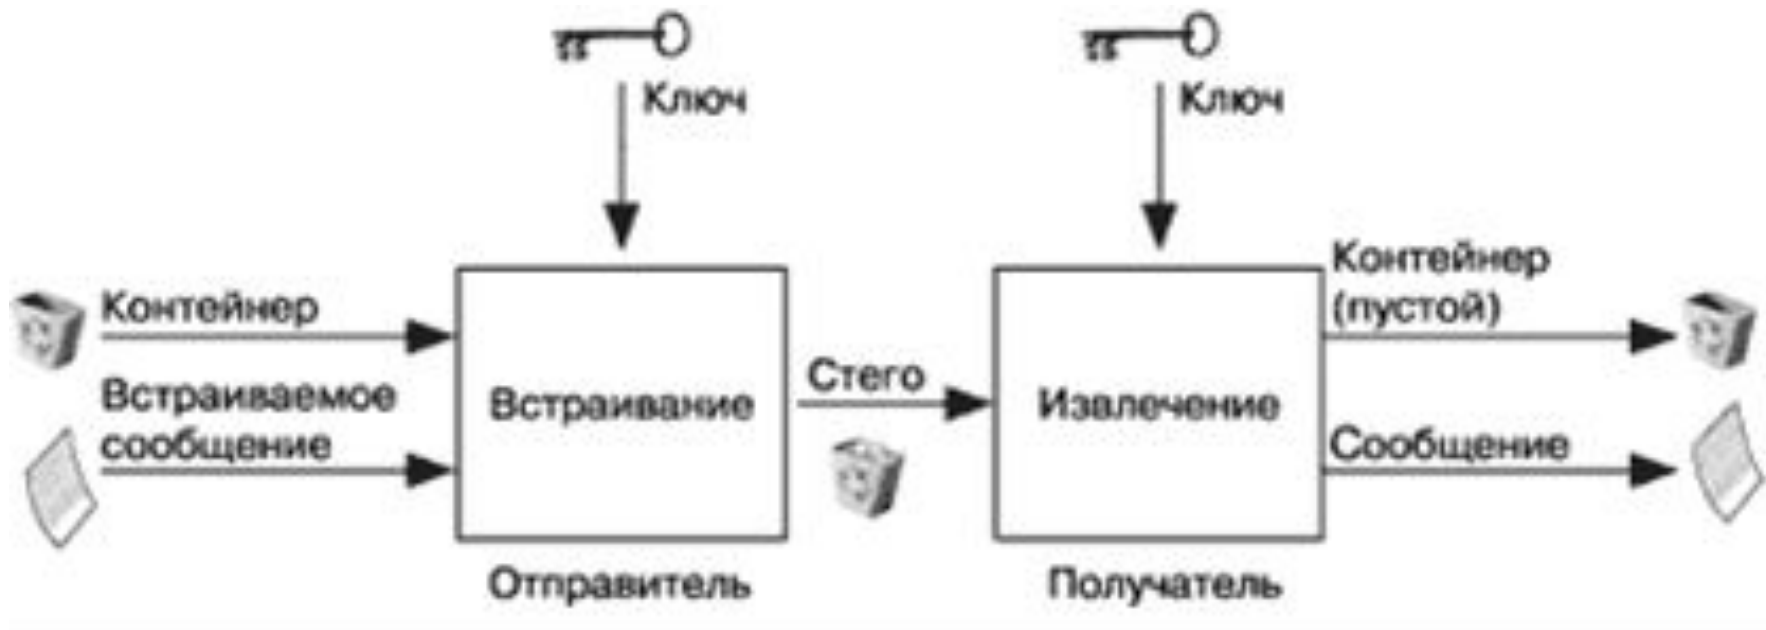 Ключ
Ключ
Контейнер
Встраиваемое
сообщение
Встраивание
Отправитель
Стего
Извлечение
Получатель
Контейнер
(пустой)
Сообщение